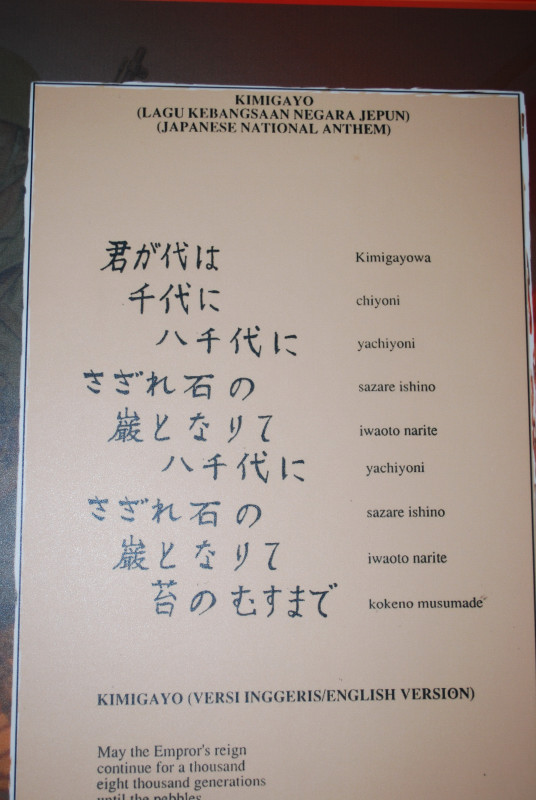 KIMIGAYO
(LAGU KEBANGSAAN NEGARA JEPUN)
(JAPANESE NATIONAL ANTHEM)
君が代は Kimigayowa
千代に chiyoni
八千代に yachiyoni
さざれ石の sazare ishino
巌となりて iwaoto narite
八千代に yachiyoni
さざれ石の sazare ishino
巌となりて iwaoto narite
苔のむすまで kokeno musumade
KIMIGAYO (VERSI INGGERIS/ENGLISH VERSION)
May the Empror's reign
continue for a thousand
eight thousand generations
until the pebbles